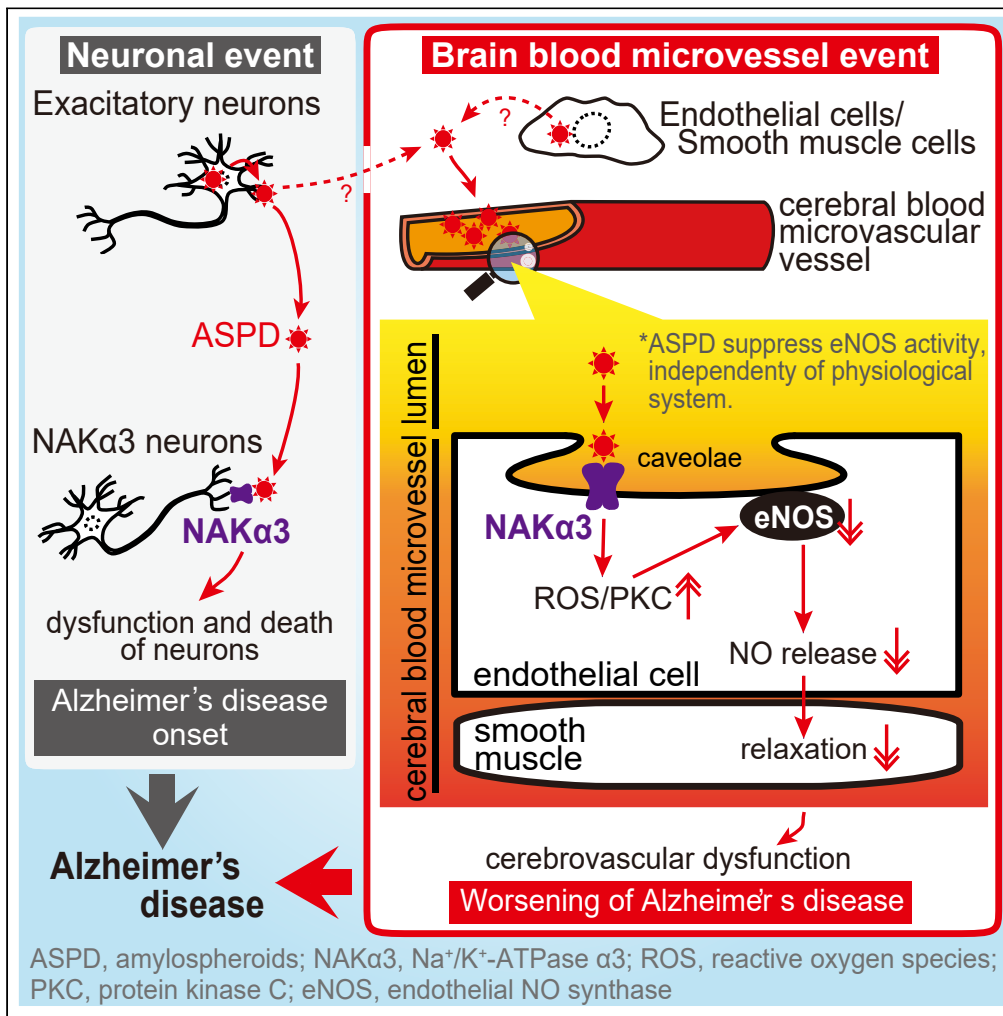 Neuronal event
Exacitatory neurons
?
ASPD
NAKα3 neurons
NAKα3
dysfunction and death
of neurons
Alzheimer's disease
onset
Alzheimer's
disease
Brain blood microvessel event
?
Endothelial cells/
Smooth muscle cells
cerebral blood
microvascular
vessel
*ASPD suppress eNOS activity,
independenty of physiological
system.
cerebral blood microvessel lumen
caveolae
NAKα3
eNOS
ROS/PKC
NO release
endothelial cell
smooth
muscle
relaxation
cerebrovascular dysfunction
Worsening of Alzheimer's disease
ASPD, amylospheroids; NAKα3, Na⁺/K⁺-ATPase α3; ROS, reactive oxygen species;
PKC, protein kinase C; eNOS, endothelial NO synthase